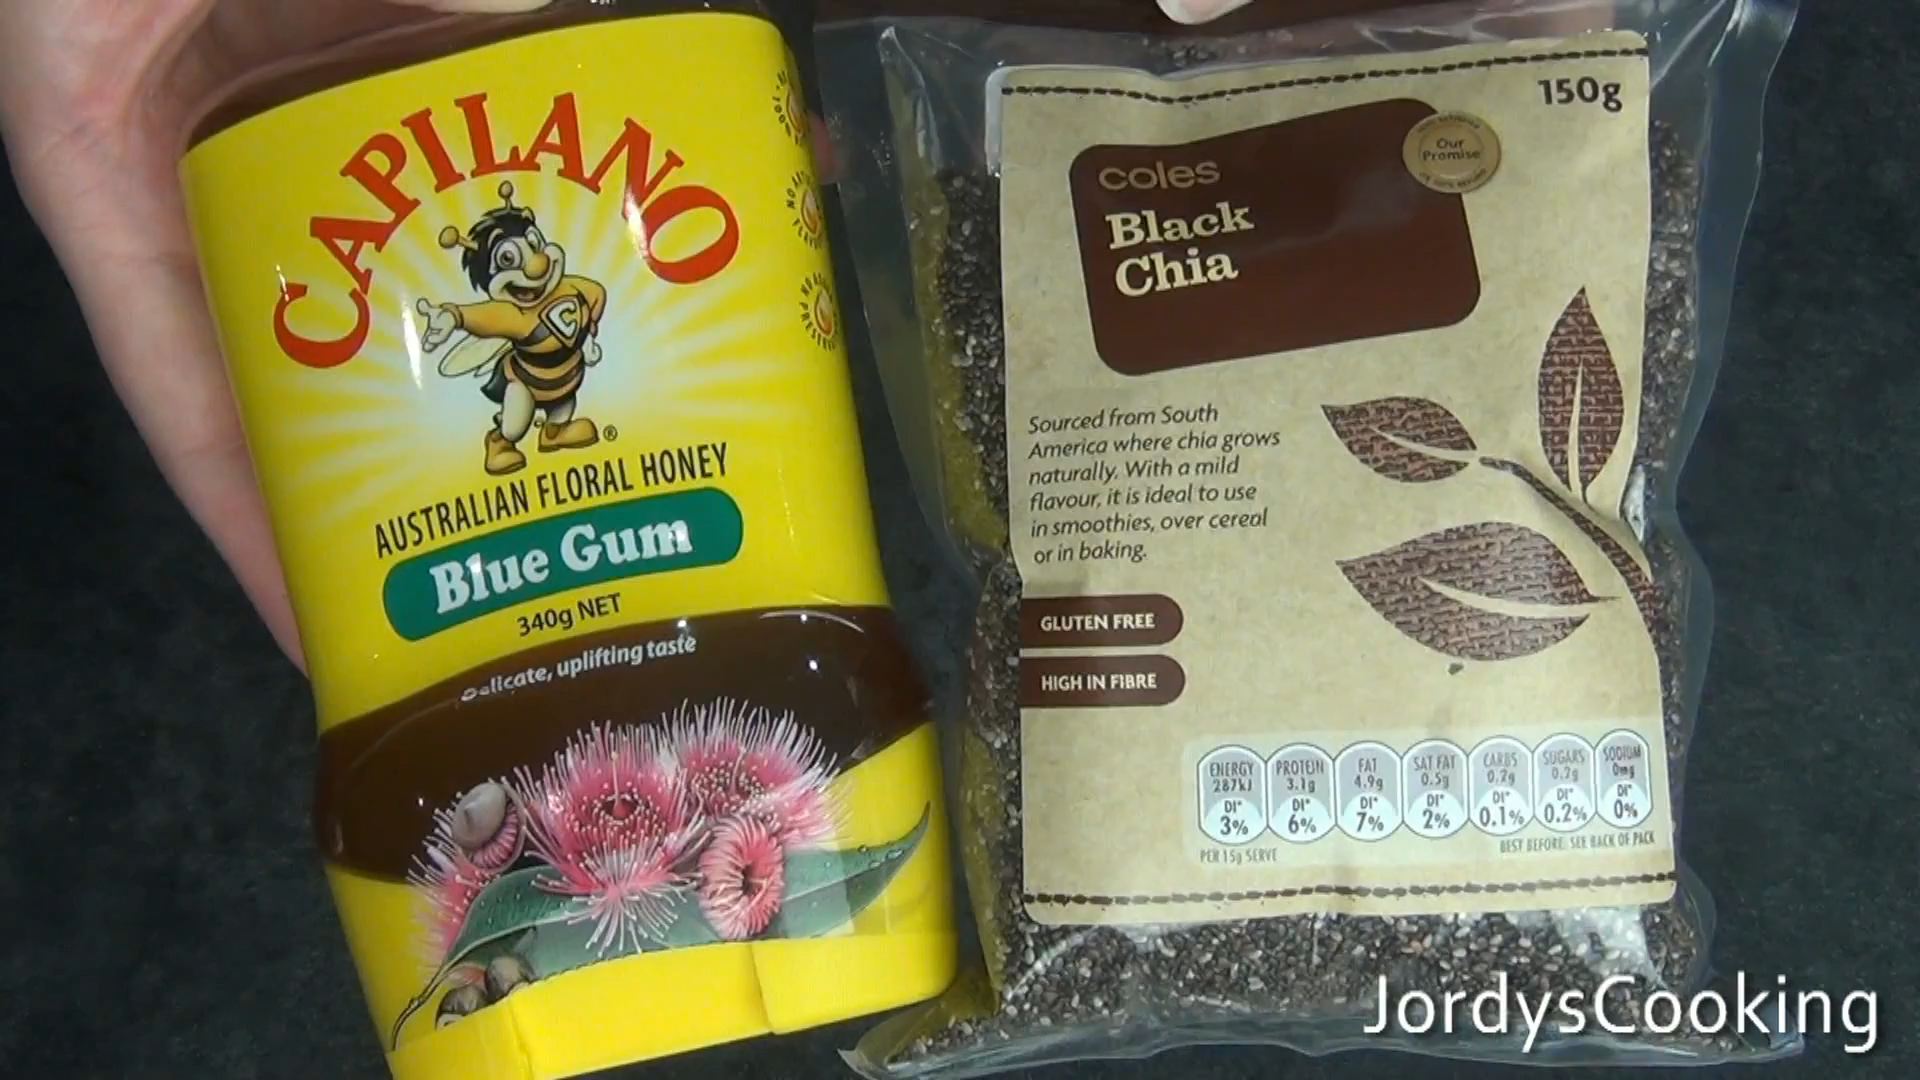 CAPILANO
C
®
AUSTRALIAN FLORAL HONEY
Blue Gum
340g NET
Delicate, uplifting taste
150g
coles
Black
Chia
Our
Promise
Sourced from South
America where chia grows
naturally. With a mild
flavour, it is ideal to use
in smoothies, over cereal
or in baking.
GLUTEN FREE
HIGH IN FIBRE
ENERGY 287kJ DI* 3%
PROTEIN 3.1g DI* 6%
FAT 4.9g DI* 7%
SAT FAT 0.5g DI* 2%
CARBS 0.2g DI* 0.1%
SUGARS 0.2g DI* 0.2%
SODIUM 0mg DI* 0%
PER 15g SERVE
BEST BEFORE: SEE BACK OF PACK
JordysCooking